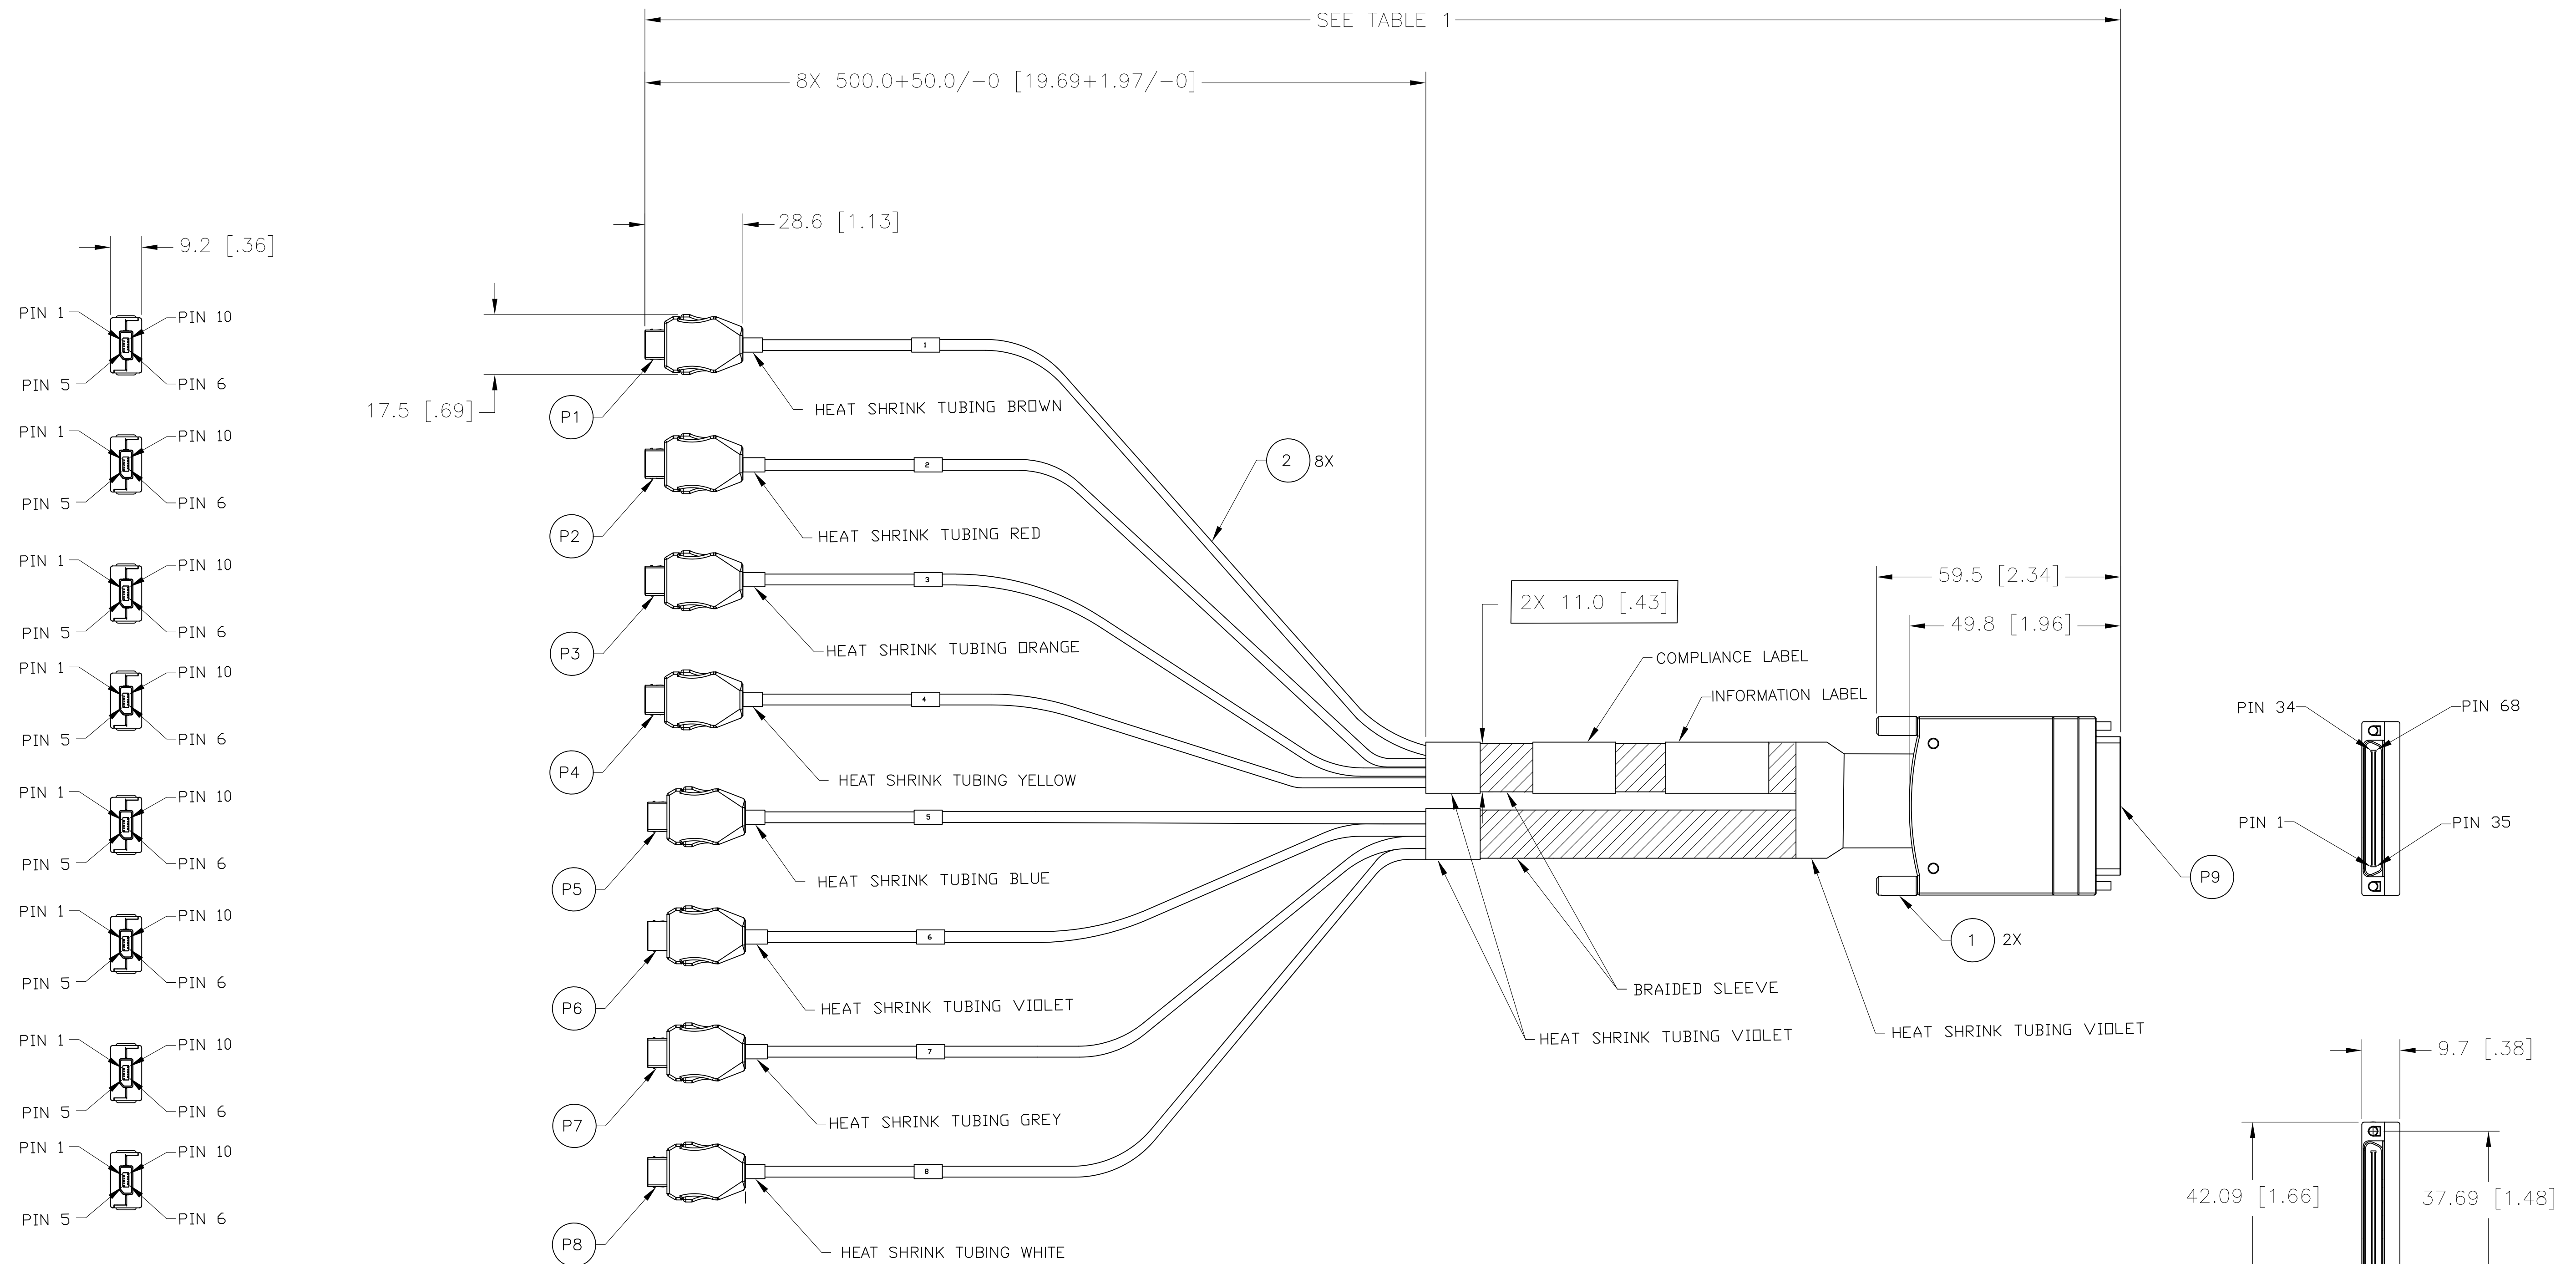 SEE TABLE 1
8X 500.0+50.0/-0 [19.69+1.97/-0]
28.6 [1.13]
9.2 [.36]
17.5 [.69]
PIN 1
PIN 10
PIN 5
PIN 6
PIN 1
PIN 10
PIN 5
PIN 6
PIN 1
PIN 10
PIN 5
PIN 6
PIN 1
PIN 10
PIN 5
PIN 6
PIN 1
PIN 10
PIN 5
PIN 6
PIN 1
PIN 10
PIN 5
PIN 6
PIN 1
PIN 10
PIN 5
PIN 6
PIN 1
PIN 10
PIN 5
PIN 6
1
P1
HEAT SHRINK TUBING BROWN
2
P2
HEAT SHRINK TUBING RED
3
P3
HEAT SHRINK TUBING ORANGE
4
P4
HEAT SHRINK TUBING YELLOW
5
P5
HEAT SHRINK TUBING BLUE
6
P6
HEAT SHRINK TUBING VIOLET
7
P7
HEAT SHRINK TUBING GREY
8
P8
HEAT SHRINK TUBING WHITE
2 8X
2X 11.0 [.43]
COMPLIANCE LABEL
INFORMATION LABEL
59.5 [2.34]
49.8 [1.96]
P9
1 2X
BRAIDED SLEEVE
HEAT SHRINK TUBING VIOLET
HEAT SHRINK TUBING VIOLET
PIN 34
PIN 68
PIN 1
PIN 35
9.7 [.38]
42.09 [1.66]
37.69 [1.48]